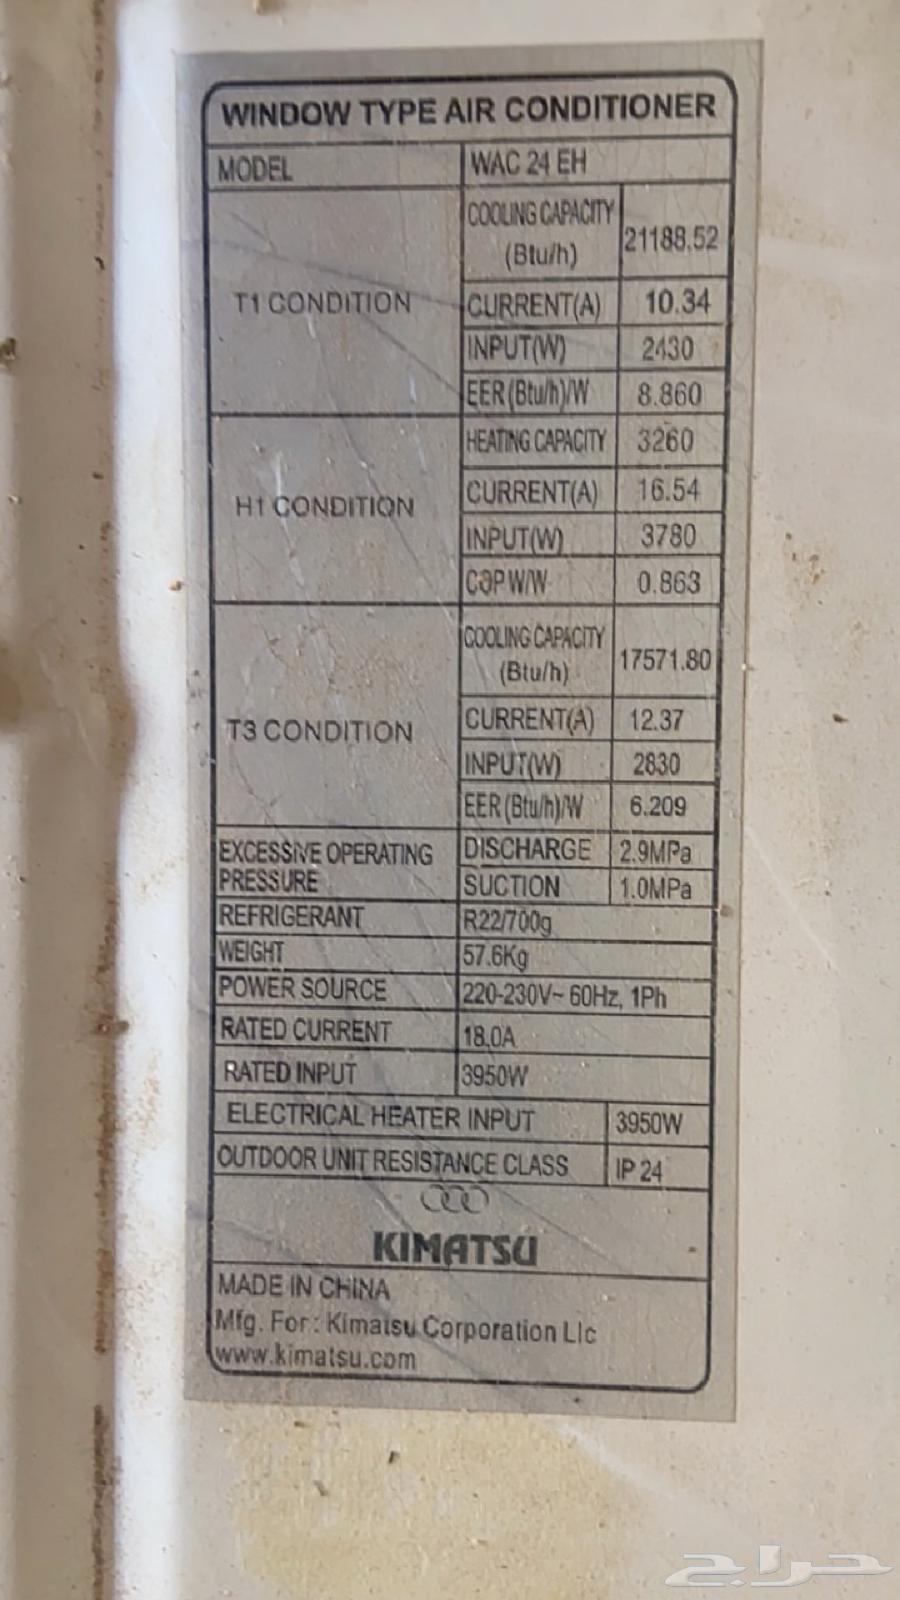 WINDOW TYPE AIR CONDITIONER
MODEL WAC 24 EH
T1 CONDITION
COOLING CAPACITY (Btu/h) 21188.52
CURRENT(A) 10.34
INPUT(W) 2430
EER (Btu/h)/W 8.860
H1 CONDITION
HEATING CAPACITY 3260
CURRENT(A) 16.54
INPUT(W) 3780
COP W/W 0.863
T3 CONDITION
COOLING CAPACITY (Btu/h) 17571.80
CURRENT(A) 12.37
INPUT(W) 2830
EER (Btu/h)/W 6.209
EXCESSIVE OPERATING PRESSURE
DISCHARGE 2.9MPa
SUCTION 1.0MPa
REFRIGERANT R22/700g
WEIGHT 57.6Kg
POWER SOURCE 220-230V~ 60Hz, 1Ph
RATED CURRENT 18.0A
RATED INPUT 3950W
ELECTRICAL HEATER INPUT 3950W
OUTDOOR UNIT RESISTANCE CLASS IP 24
KIMATSU
MADE IN CHINA
Mfg. For : Kimatsu Corporation Llc
www.kimatsu.com
حراج